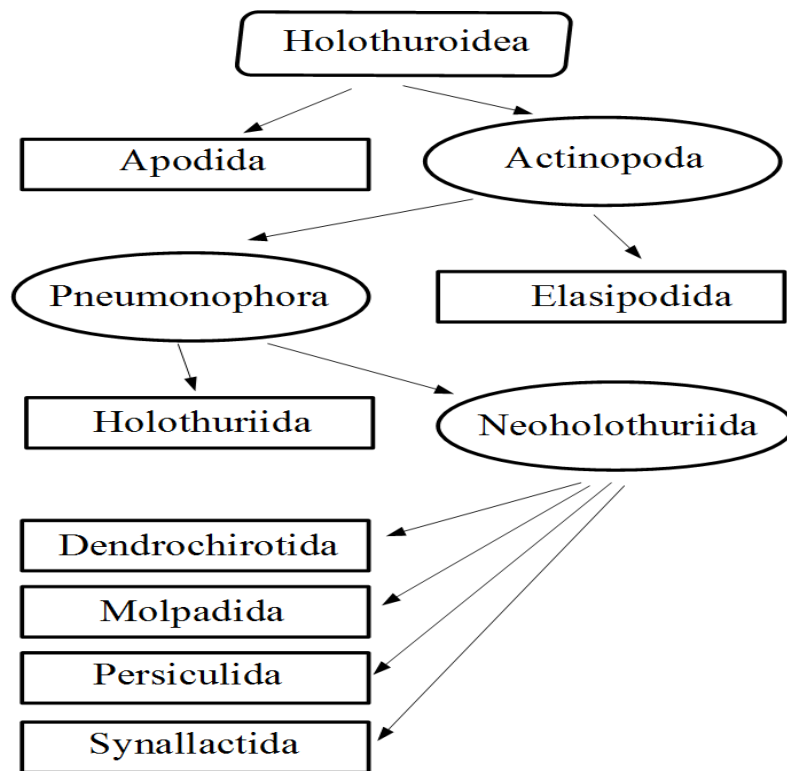 Holothuroidea
Apodida
Actinopoda
Pneumonophora
Elasipodida
Holothuriida
Neoholothuriida
Dendrochirotida
Molpadida
Persiculida
Synallactida